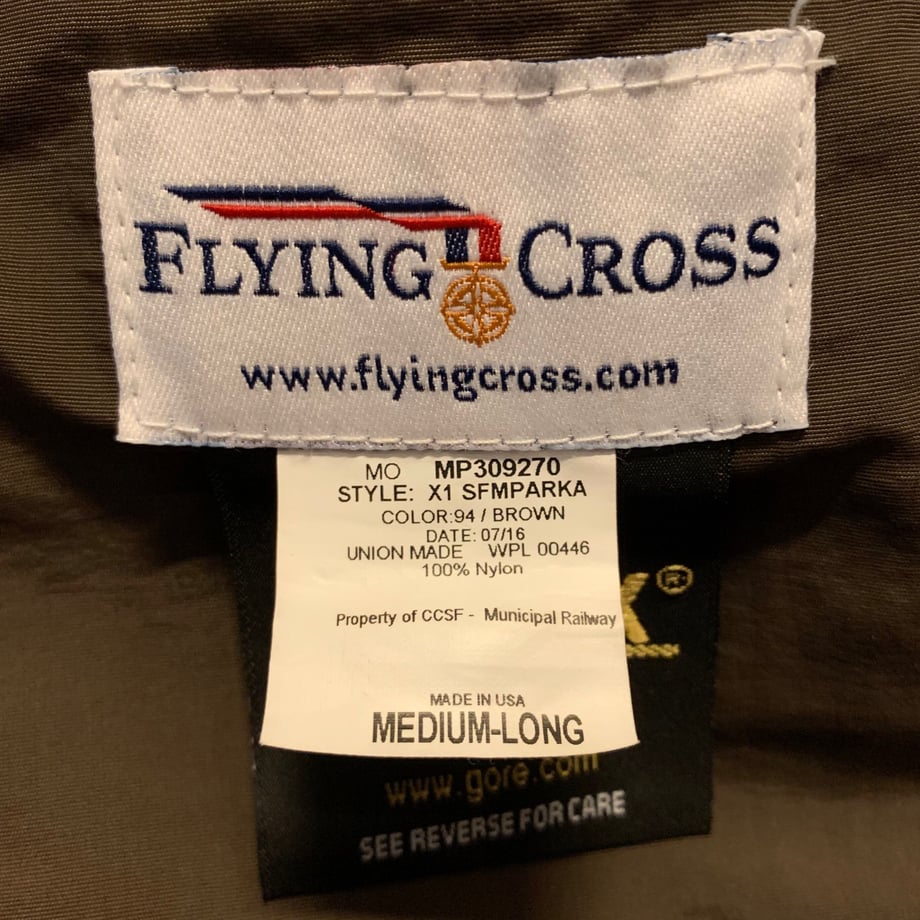 FLYING CROSS
www.flyingcross.com
MO MP309270
STYLE: X1 SFMPARKA
COLOR:94 / BROWN
DATE: 07/16
UNION MADE WPL 00446
100% Nylon
X®
Property of CCSF - Municipal Railway
MADE IN USA
MEDIUM-LONG
www.gore.com
SEE REVERSE FOR CARE